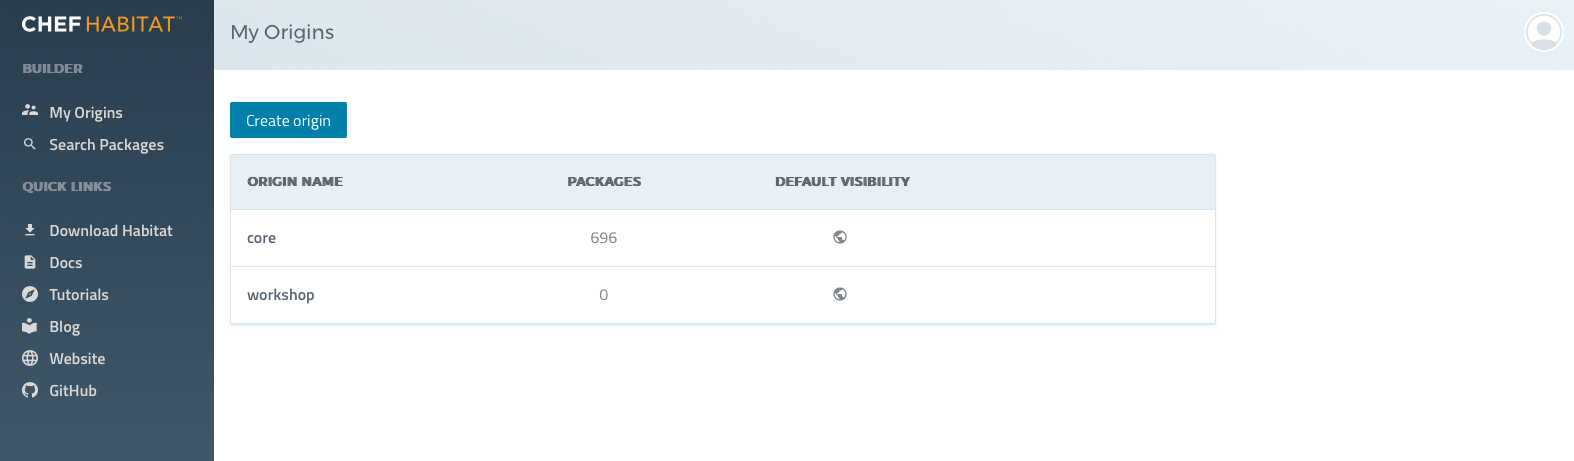 CHEF HABITAT™
BUILDER
My Origins
Search Packages
QUICK LINKS
Download Habitat
Docs
Tutorials
Blog
Website
GitHub
My Origins
Create origin
ORIGIN NAME PACKAGES DEFAULT VISIBILITY
core 696
workshop 0